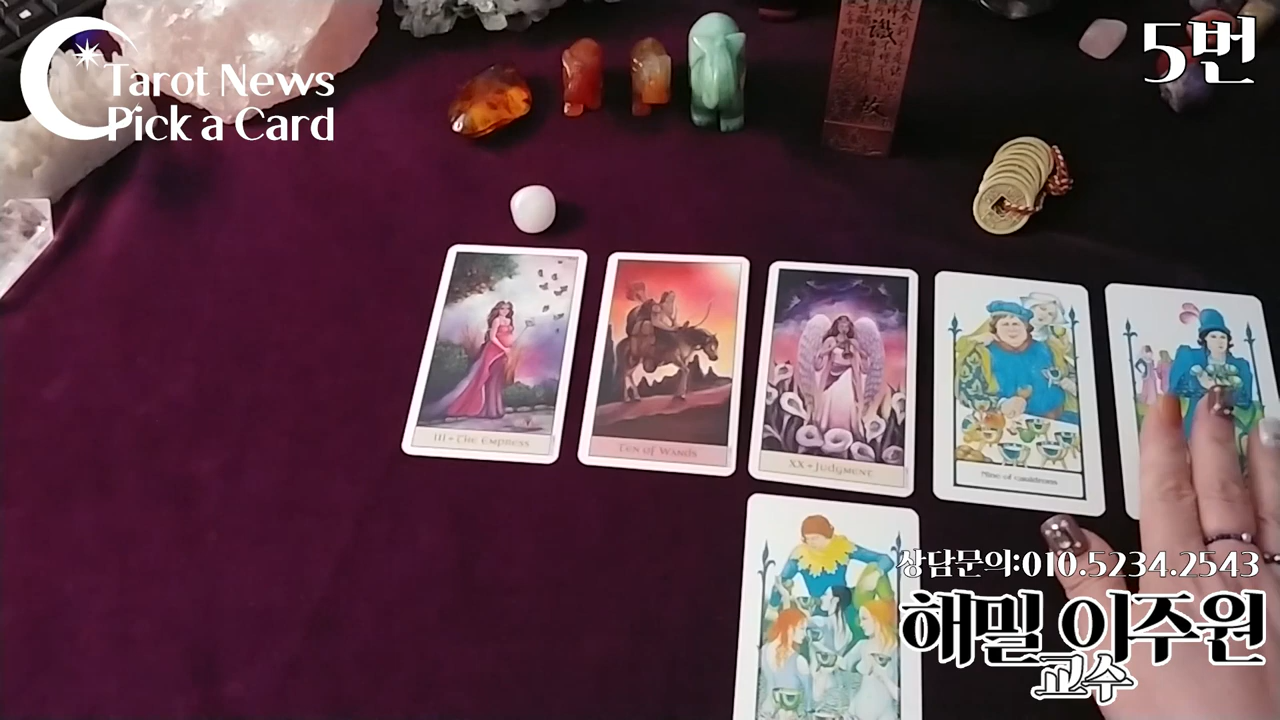 Tarot News
Pick a Card
5번
識
III + The Empress
Ten of Wands
XX + Judgment
Nine of cauldrons
상담문의:010.5234.2543
해밀 이주원
교수